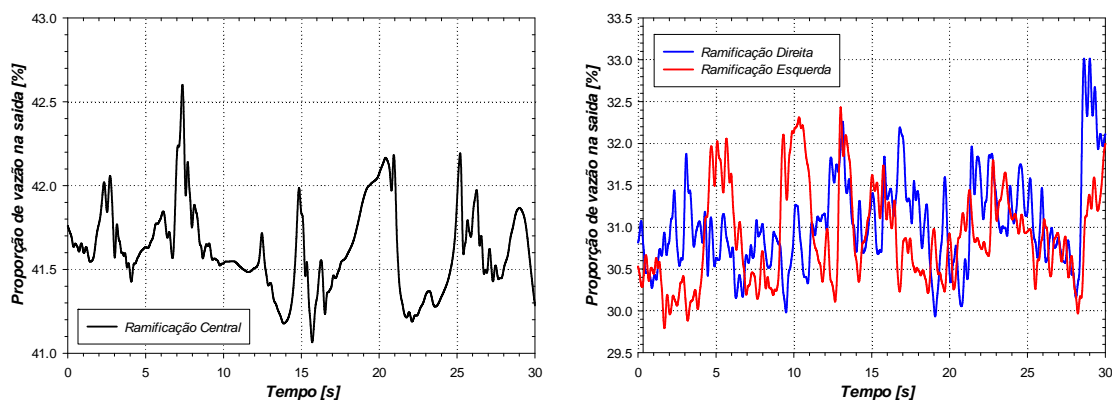 Proporção de vazão na saída [%]
43.0
42.5
42.0
41.5
41.0
Ramificação Central
0 5 10 15 20 25 30
Tempo [s]
Proporção de vazão na saída [%]
33.5
33.0
32.5
32.0
31.5
31.0
30.5
30.0
29.5
Ramificação Direita
Ramificação Esquerda
0 5 10 15 20 25 30
Tempo [s]